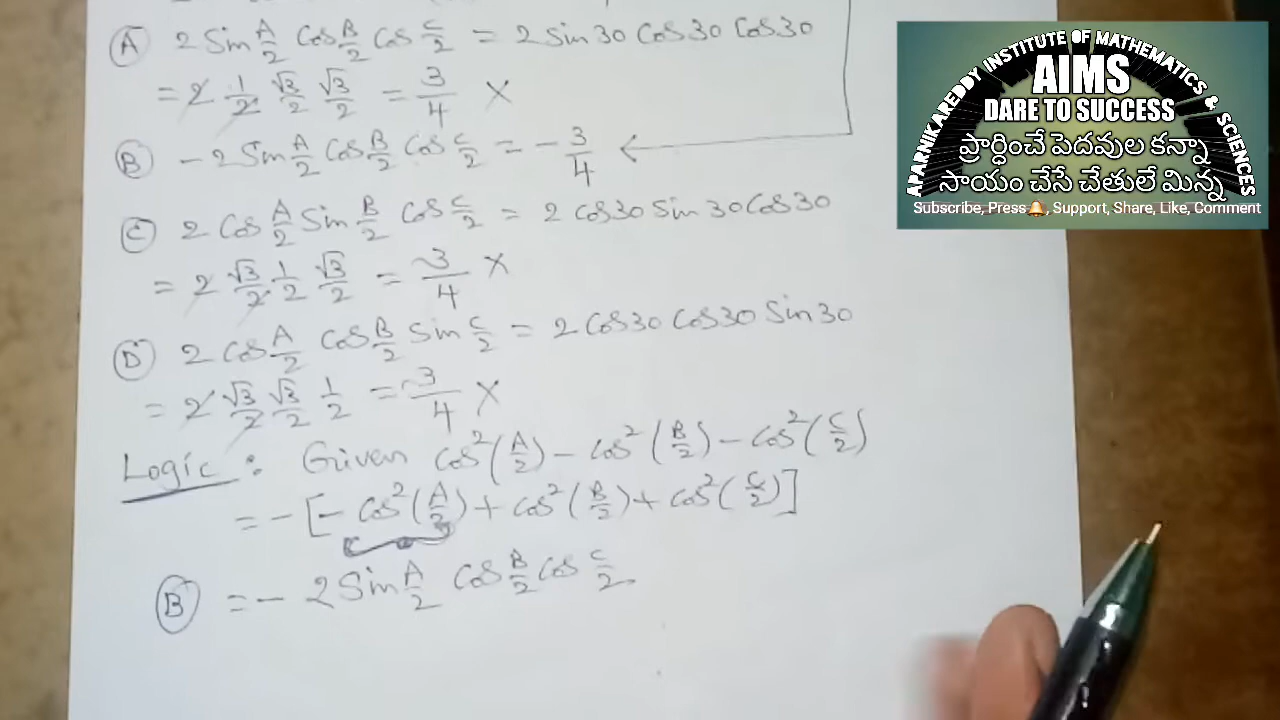 Ⓐ 2 Sin A/2 Cos B/2 Cos C/2 = 2 Sin 30 Cos 30 Cos 30
= 2 1/2 √3/2 √3/2 = 3/4 ×
Ⓑ - 2 Sin A/2 Cos B/2 Cos C/2 = - 3/4 ←
Ⓒ 2 Cos A/2 Sin B/2 Cos C/2 = 2 Cos 30 Sin 30 Cos 30
= 2 √3/2 1/2 √3/2 = 3/4 ×
Ⓓ 2 Cos A/2 Cos B/2 Sin C/2 = 2 Cos 30 Cos 30 Sin 30
= 2 √3/2 √3/2 1/2 = 3/4 ×
Logic : Given Cos²(A/2) - Cos²(B/2) - Cos²(C/2)
= - [- Cos²(A/2) + Cos²(B/2) + Cos²(C/2)]
Ⓑ = - 2 Sin A/2 Cos B/2 Cos C/2
APARNIKAREDDY INSTITUTE OF MATHEMATICS & SCIENCES
AIMS
DARE TO SUCCESS
ప్రార్ధించే పెదవుల కన్నా
సాయం చేసే చేతులే మిన్న
Subscribe, Press🔔, Support, Share, Like, Comment